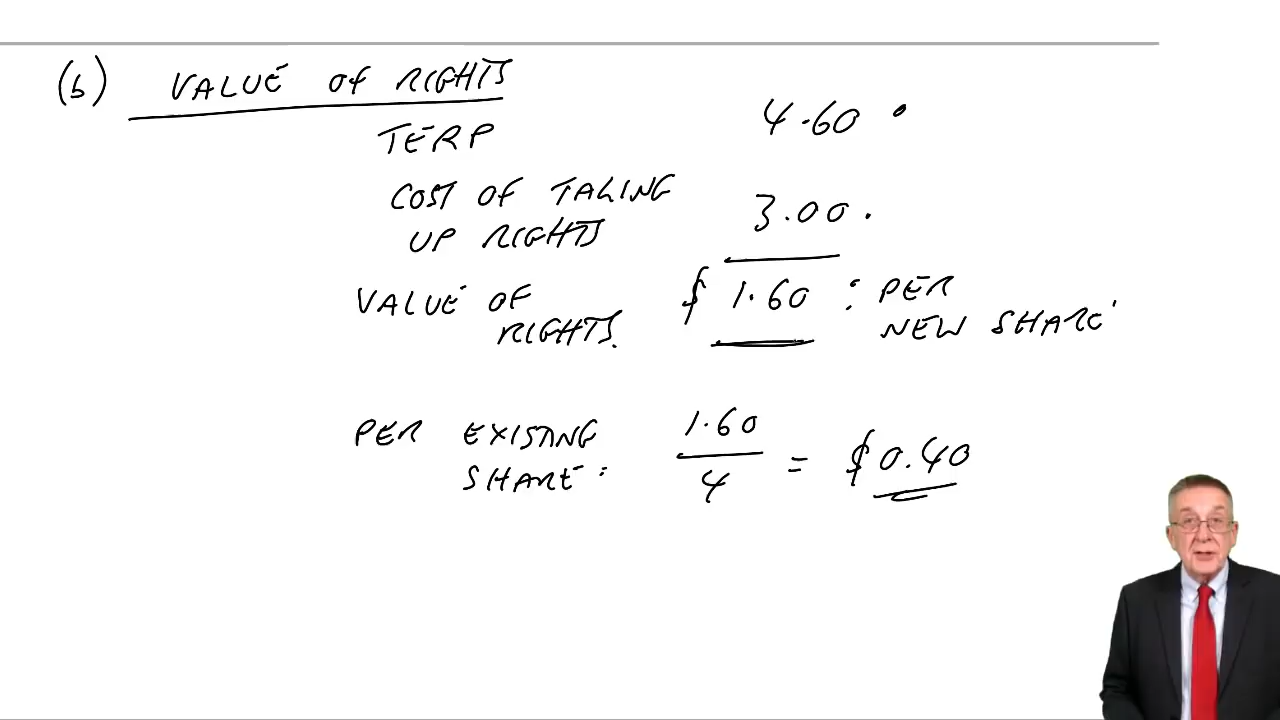 (b) VALUE OF RIGHTS
TERP 4.60
COST OF TAKING
UP RIGHTS 3.00
VALUE OF
RIGHTS. $ 1.60 : PER
NEW SHARE
PER EXISTING
SHARE: 1.60
4 = $0.40